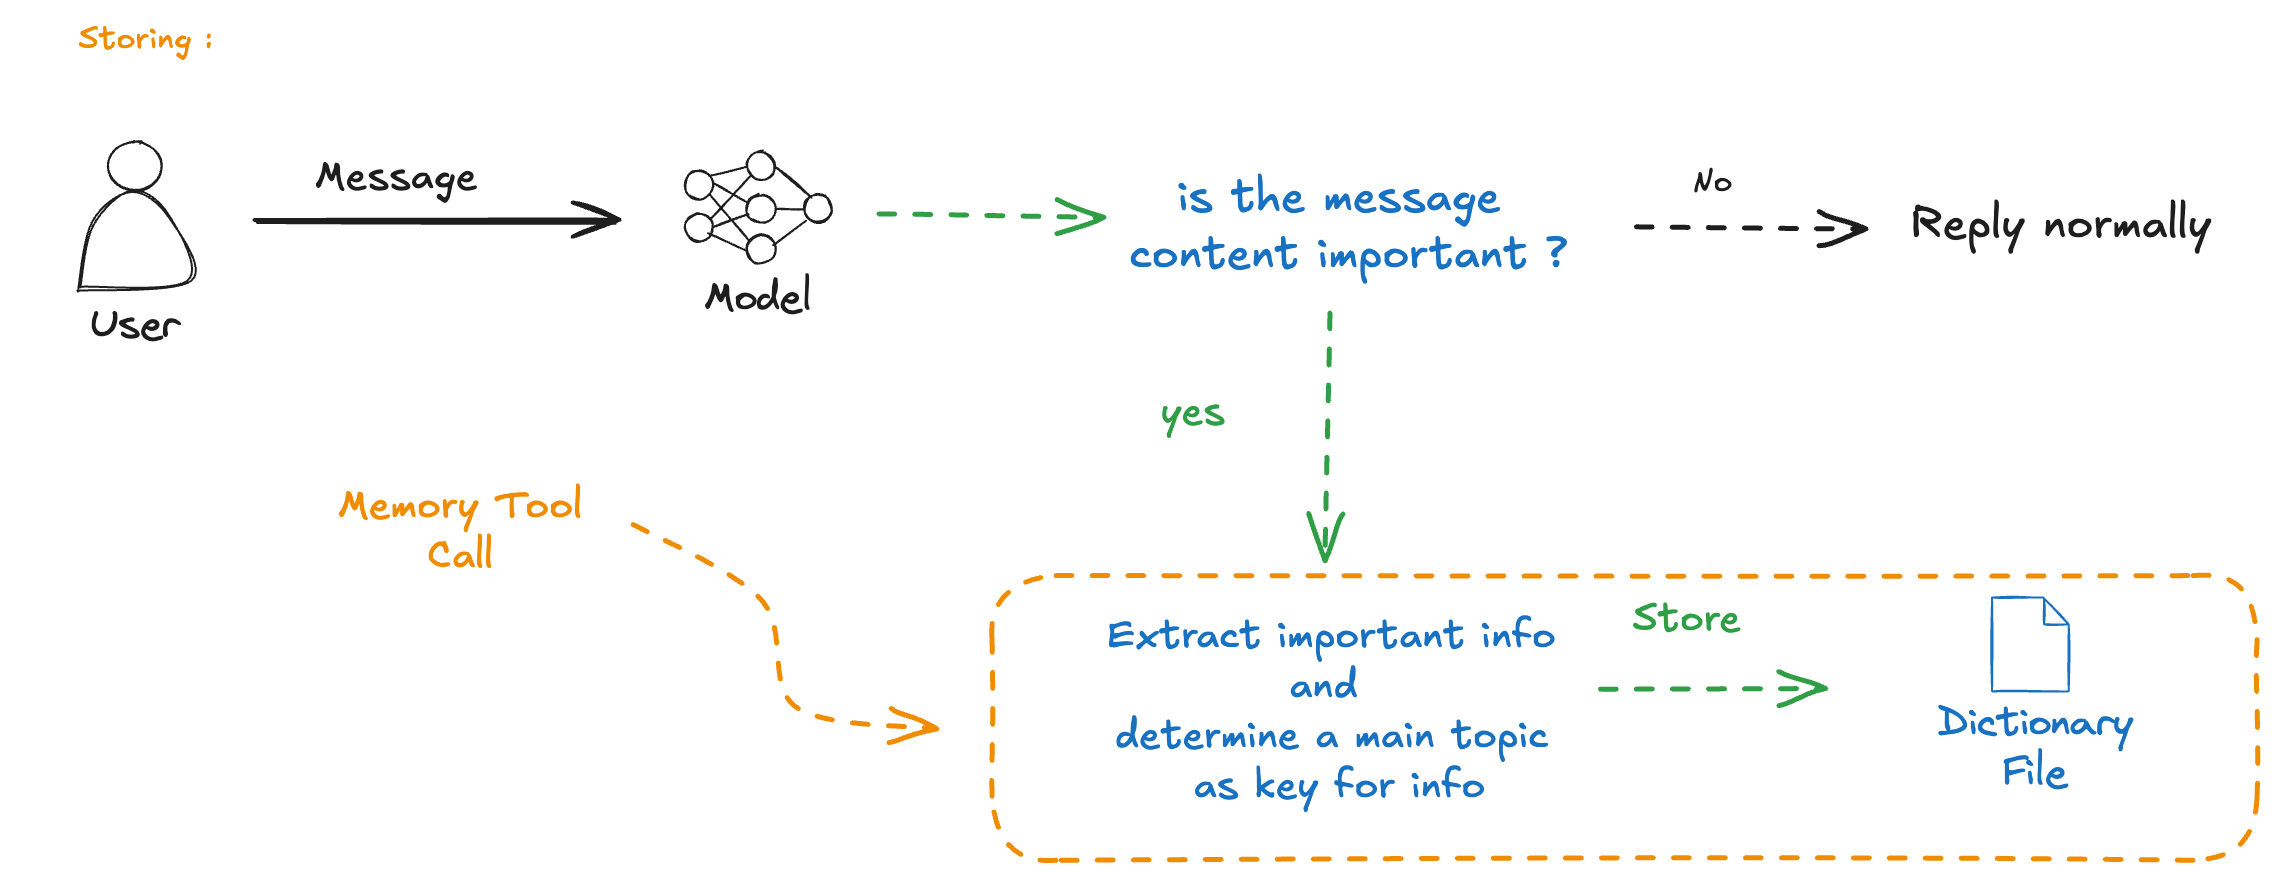 Storing :
Message
User
Model
is the message
content important ?
No
Reply normally
yes
Memory Tool
Call
Extract important info
and
determine a main topic
as key for info
Store
Dictionary
File